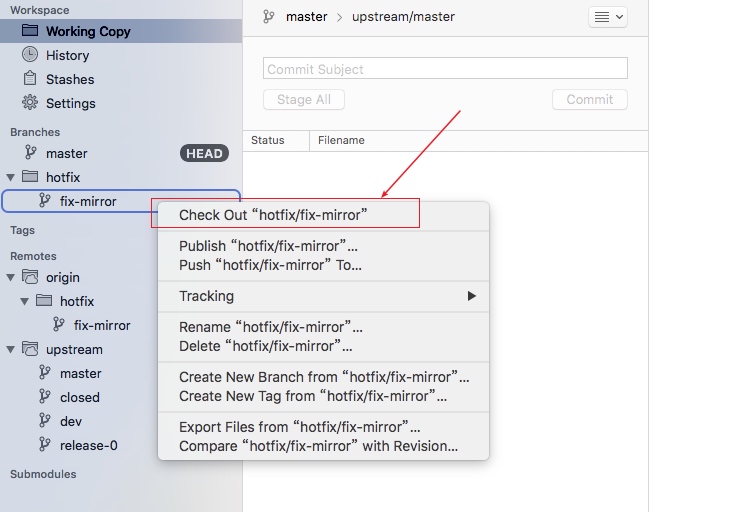 Workspace
Working Copy
History
Stashes
Settings
Branches
master
HEAD
hotfix
fix-mirror
Tags
Remotes
origin
hotfix
fix-mirror
upstream
master
closed
dev
release-0
Submodules
master > upstream/master
Commit Subject
Stage All
Commit
Status
Filename
Check Out “hotfix/fix-mirror”
Publish “hotfix/fix-mirror”...
Push “hotfix/fix-mirror” To...
Tracking
Rename “hotfix/fix-mirror”...
Delete “hotfix/fix-mirror”...
Create New Branch from “hotfix/fix-mirror”...
Create New Tag from “hotfix/fix-mirror”...
Export Files from “hotfix/fix-mirror”...
Compare “hotfix/fix-mirror” with Revision...